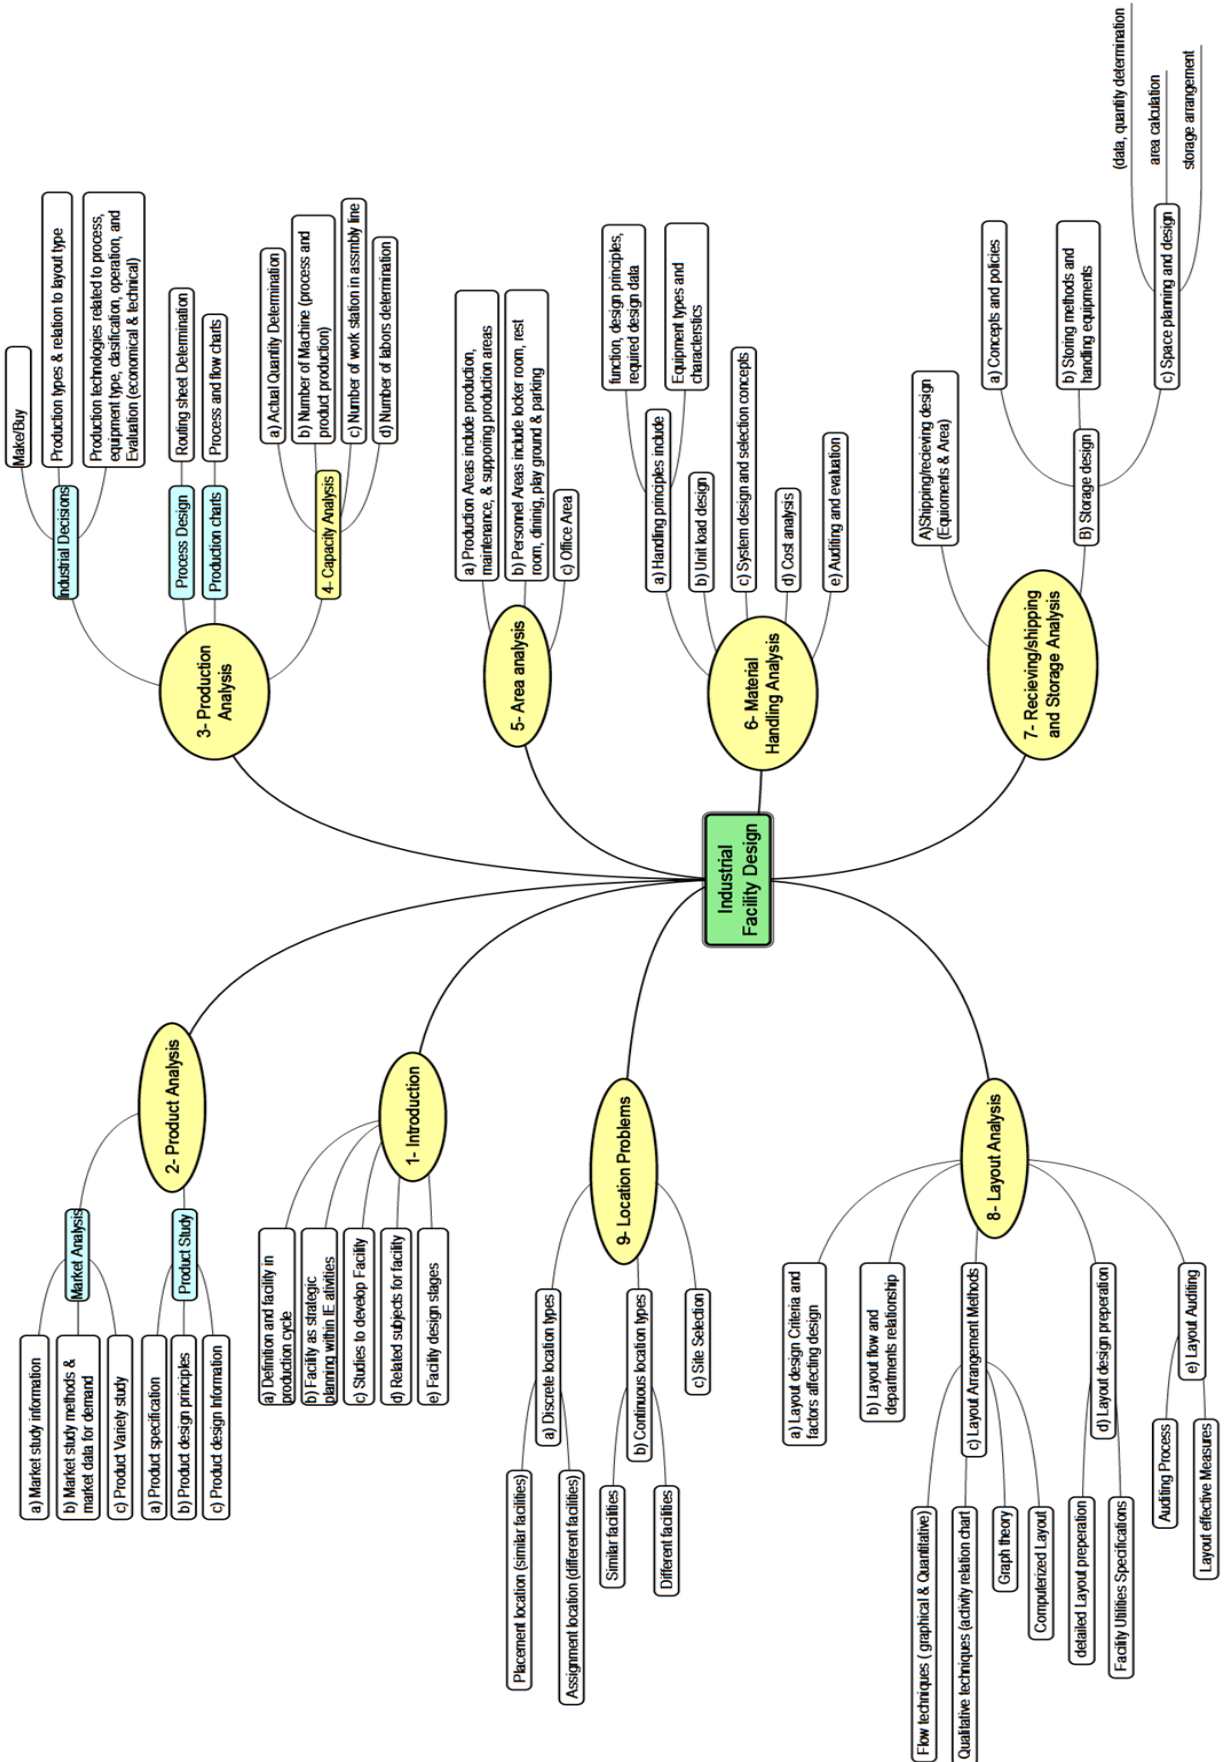 Industrial
Facility Design
1- Introduction
a) Definition and facility in
production cycle
b) Facility as strategic
planning within IE ativities
c) Studies to develop Facility
d) Related subjects for facility
e) Facility design stages
2- Product Analysis
Market Analysis
a) Market study information
b) Market study methods &
market data for demand
c) Product Variety study
Product Study
a) Product specification
b) Product design principles
c) Product design Information
3- Production
Analysis
Industrial Decisions
Make/Buy
Production types & relation to layout type
Production technologies related to process,
equipment type, clasification, operation, and
Evaluation (economical & technical)
Process Design
Routing sheet Determination
Production charts
Process and flow charts
4- Capacity Analysis
a) Actual Quantity Determination
b) Number of Machine (process and
product production)
c) Number of work station in assmbly line
d) Number of labors determination
5- Area analysis
a) Production Areas include production,
maintenance, & supporing production areas
b) Personnel Areas include locker room, rest
room, dininig, play ground & parking
c) Office Area
6- Material
Handling Analysis
a) Handling principles include
function, design principles,
required design data
Equipment types and
characterstics
b) Unit load design
c) System design and selection concepts
d) Cost analysis
e) Auditing and evaluation
7- Recieving/shipping
and Storage Analysis
A)Shipping/recieving design
(Equioments & Area)
B) Storage design
a) Concepts and policies
b) Storing methods and
handling equipments
c) Space planning and design
(data, quantity determination
area calculation
storage arrangement
8- Layout Analysis
a) Layout design Criteria and
factors affecting design
b) Layout flow and
departments relationship
c) Layout Arrangement Methods
Flow techniques ( graphical & Quantitative)
Qualitative techniques (activity relation chart
Graph theory
Computerized Layout
d) Layout design preparation
detailed Layout preparation
Facility Utilities Specifications
e) Layout Auditing
Auditing Process
Layout effective Measures
9- Location Problems
a) Discrete location types
Placement location (similar facilities)
Assignment location (different facilities)
b) Continuous location types
Similar facilities
Different facilities
c) Site Selection